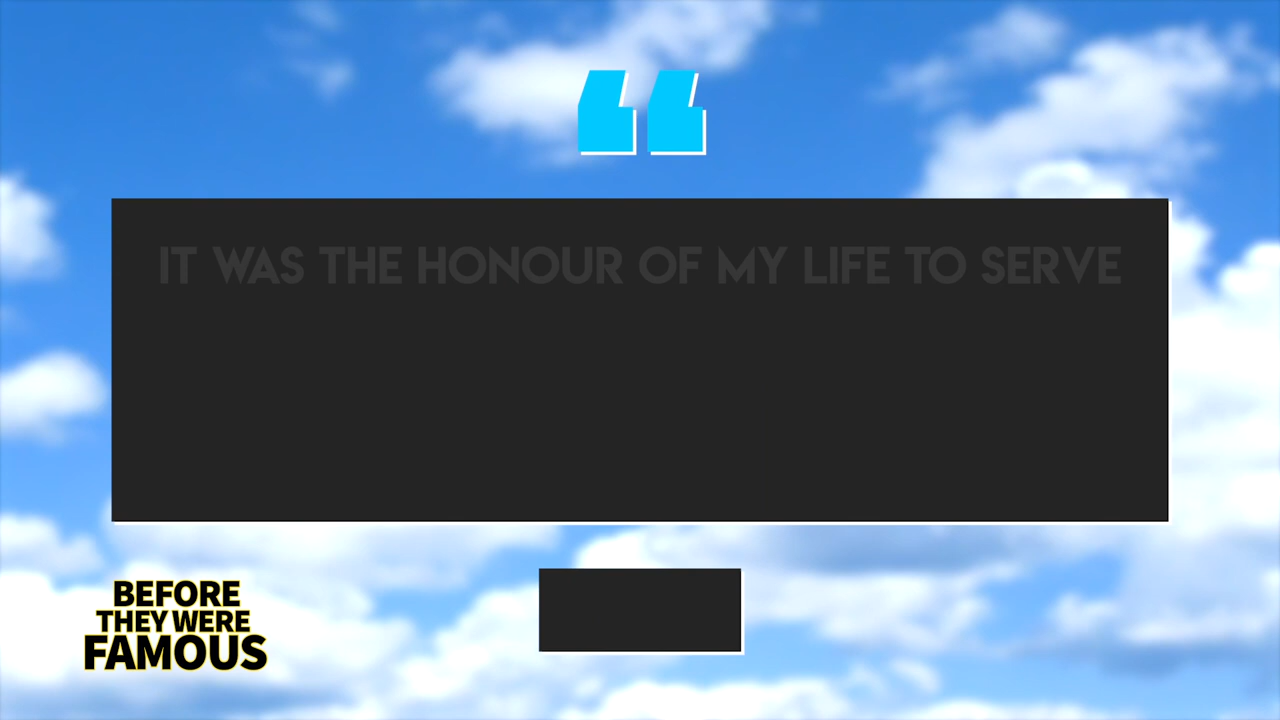 IT WAS THE HONOUR OF MY LIFE TO SERVE
BEFORE
THEY WERE
FAMOUS